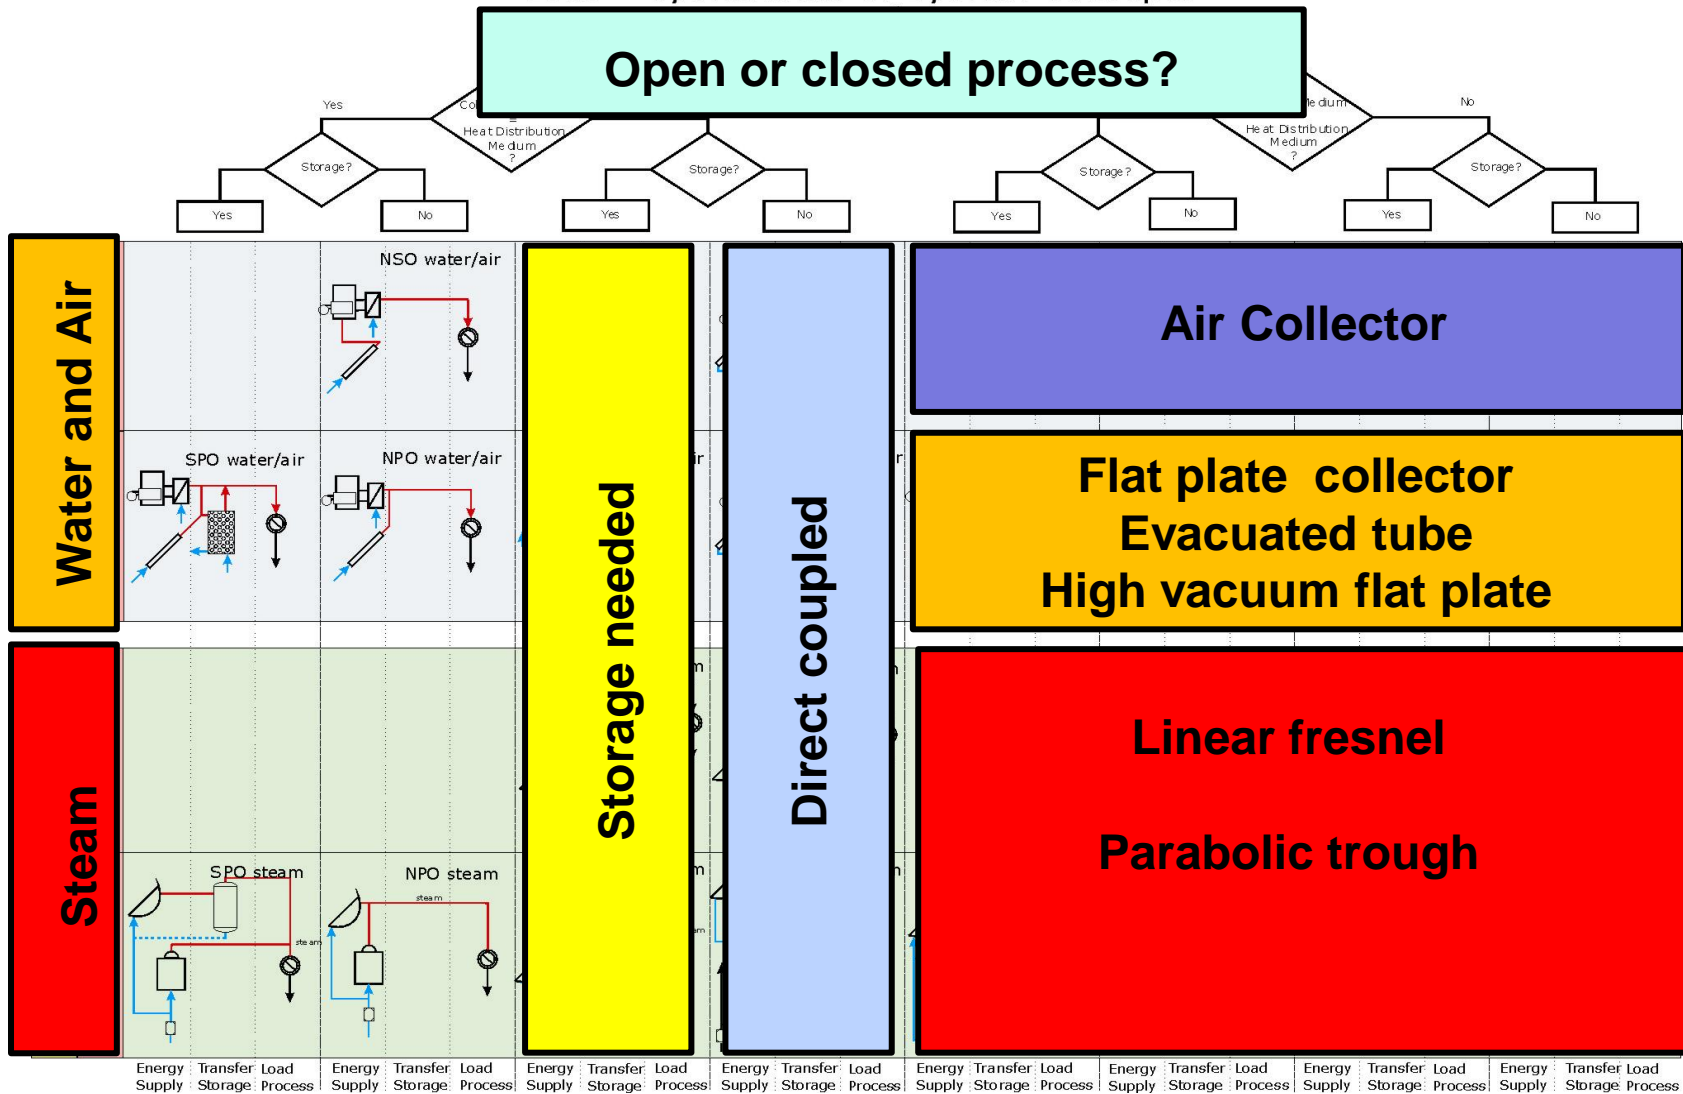 Open or closed process?
Yes
Heat Distribution
Medium
?
Medium
Heat Distribution
Medium
?
No
Storage?
Storage?
Storage?
Storage?
Yes
No
Yes
No
Yes
No
Yes
No
Water and Air
NSO water/air
Air Collector
SPO water/air
NPO water/air
Storage needed
Direct coupled
Flat plate collector
Evacuated tube
High vacuum flat plate
Steam
Linear fresnel
Parabolic trough
SPO steam
steam
NPO steam
steam
Energy Supply
Transfer Storage
Load Process
Energy Supply
Transfer Storage
Load Process
Energy Supply
Transfer Storage
Load Process
Energy Supply
Transfer Storage
Load Process
Energy Supply
Transfer Storage
Load Process
Energy Supply
Transfer Storage
Load Process
Energy Supply
Transfer Storage
Load Process
Energy Supply
Transfer Storage
Load Process